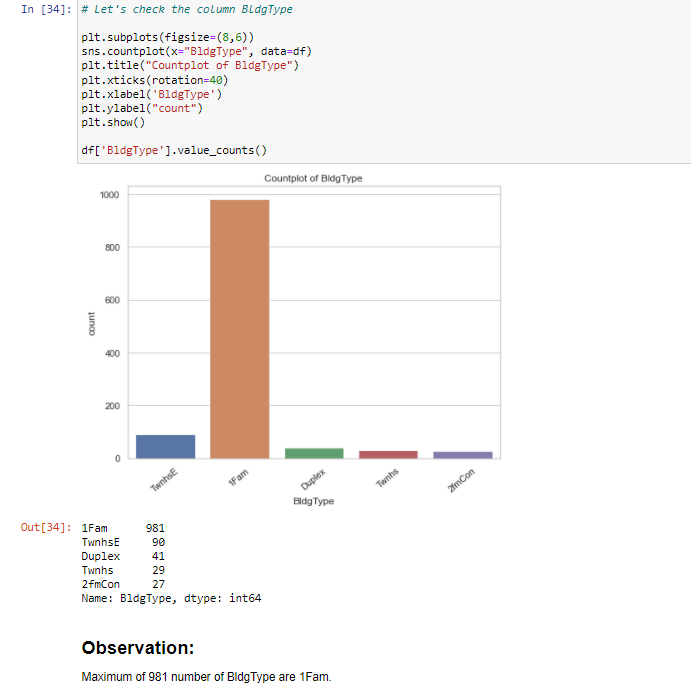 In [34]: # Let's check the column BLdgType
plt.subplots(figsize=(8,6))
sns.countplot(x="BldgType", data=df)
plt.title("Countplot of BldgType")
plt.xticks(rotation=40)
plt.xlabel('BldgType')
plt.ylabel("count")
plt.show()
df['BldgType'].value_counts()
Countplot of BldgType
1000
800
600
400
200
0
count
TwnhsE
1Fam
Duplex
Twnhs
2fmCon
BldgType
Out[34]: 1Fam 981
TwnhsE 90
Duplex 41
Twnhs 29
2fmCon 27
Name: BldgType, dtype: int64
Observation:
Maximum of 981 number of BldgType are 1Fam.